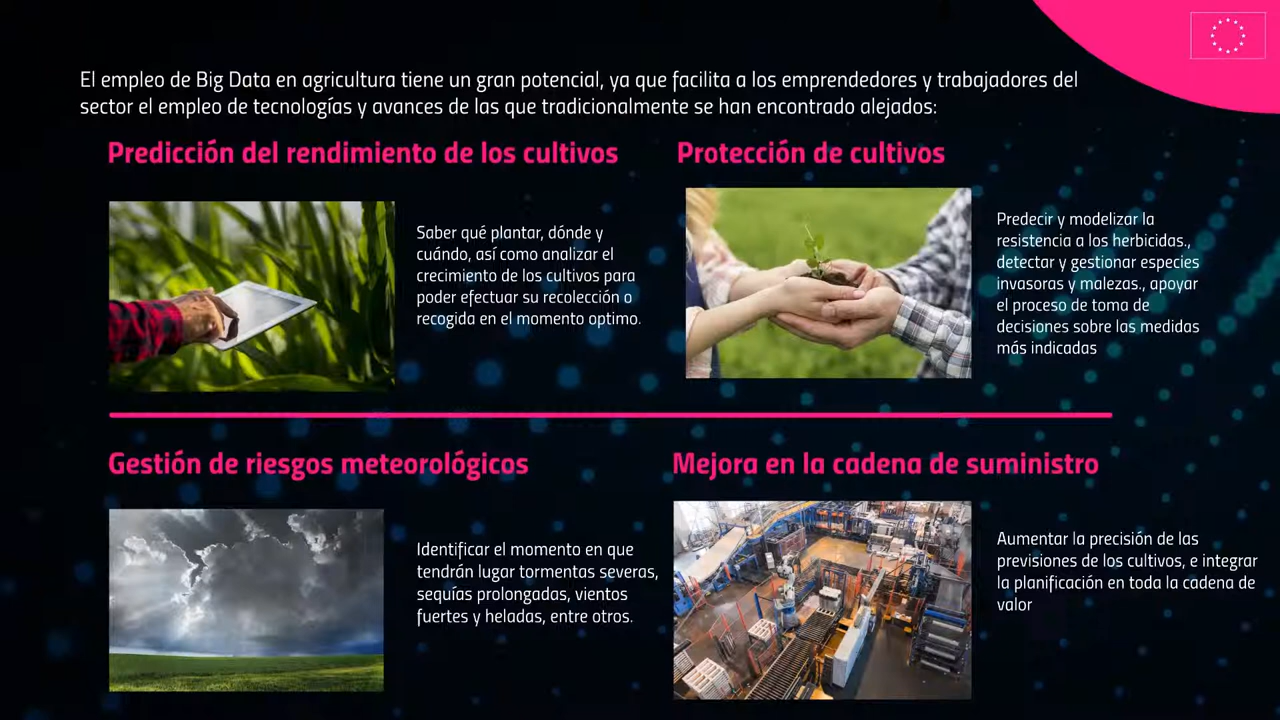 El empleo de Big Data en agricultura tiene un gran potencial, ya que facilita a los emprendedores y trabajadores del
sector el empleo de tecnologías y avances de las que tradicionalmente se han encontrado alejados:
Predicción del rendimiento de los cultivos
Saber qué plantar, dónde y
cuándo, así como analizar el
crecimiento de los cultivos para
poder efectuar su recolección o
recogida en el momento optimo.
Protección de cultivos
Predecir y modelizar la
resistencia a los herbicidas.,
detectar y gestionar especies
invasoras y malezas., apoyar
el proceso de toma de
decisiones sobre las medidas
más indicadas
Gestión de riesgos meteorológicos
Identificar el momento en que
tendrán lugar tormentas severas,
sequías prolongadas, vientos
fuertes y heladas, entre otros.
Mejora en la cadena de suministro
Aumentar la precisión de las
previsiones de los cultivos, e integrar
la planificación en toda la cadena de
valor